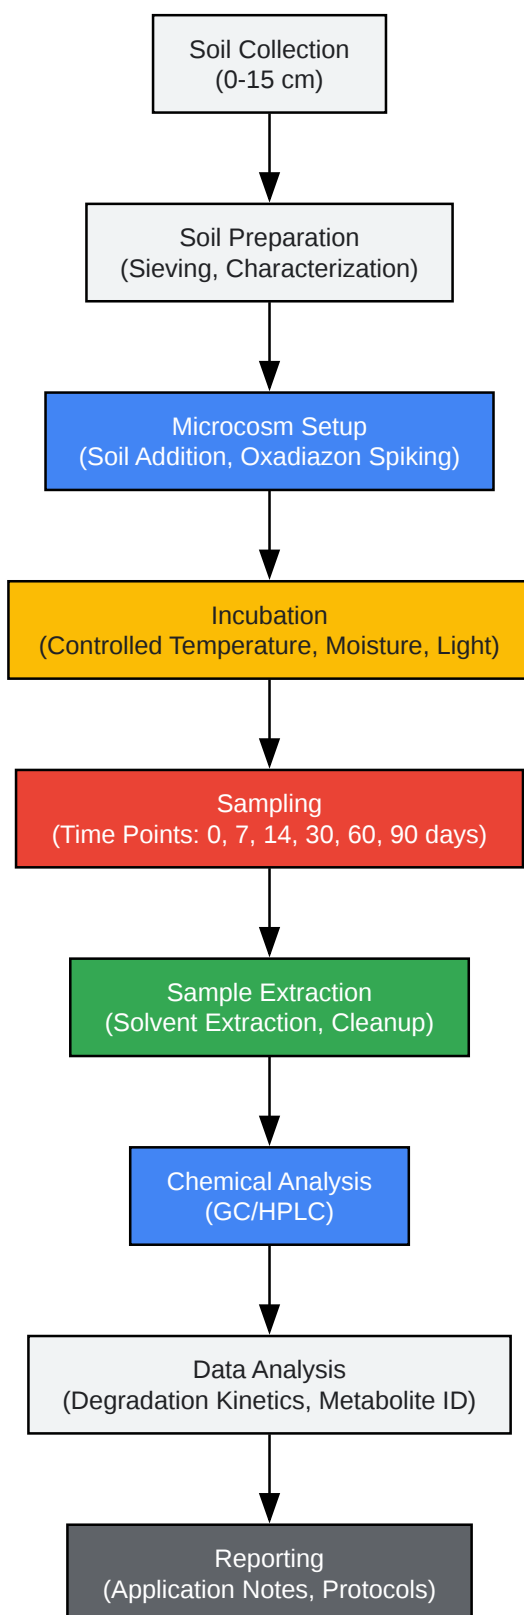 Soil Collection
(0-15 cm)
Soil Preparation
(Sieving, Characterization)
Microcosm Setup
(Soil Addition, Oxadiazon Spiking)
Incubation
(Controlled Temperature, Moisture, Light)
Sampling
(Time Points: 0, 7, 14, 30, 60, 90 days)
Sample Extraction
(Solvent Extraction, Cleanup)
Chemical Analysis
(GC/HPLC)
Data Analysis
(Degradation Kinetics, Metabolite ID)
Reporting
(Application Notes, Protocols)